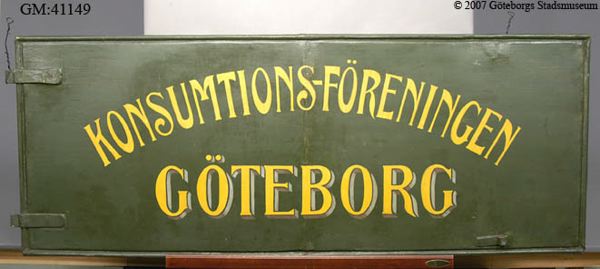 GM:41149
© 2007 Göteborgs Stadsmuseum
KONSUMTIONS-FÖRENINGEN
GÖTEBORG